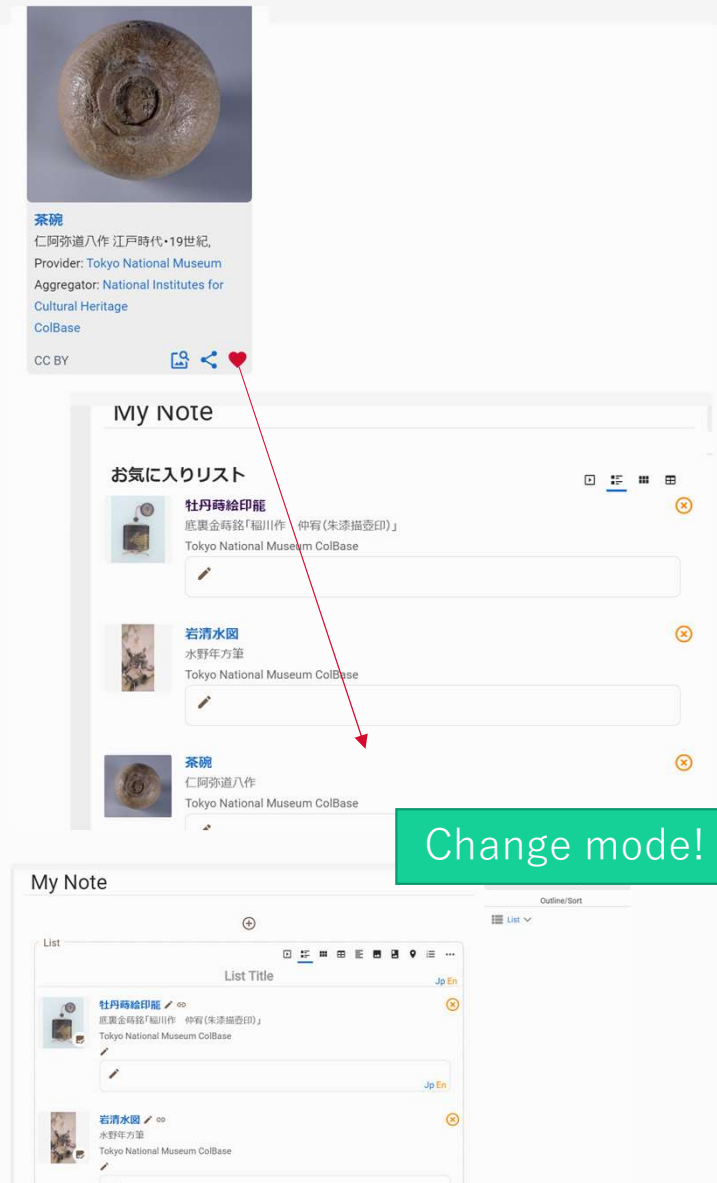 茶碗
仁阿弥道八作 江戸時代・19世紀,
Provider: Tokyo National Museum
Aggregator: National Institutes for
Cultural Heritage
ColBase
CC BY
My Note
お気に入りリスト
牡丹蒔絵印籠
底裏金蒔銘「稲川作　仲宥(朱漆描壺印)」
Tokyo National Museum ColBase
岩清水図
水野年方筆
Tokyo National Museum ColBase
茶碗
仁阿弥道八作
Tokyo National Museum ColBase
Change mode!
My Note
Outline/Sort
List
List
List Title
Jp En
牡丹蒔絵印籠
底裏金蒔銘「稲川作　仲宥(朱漆描壺印)」
Tokyo National Museum ColBase
Jp En
岩清水図
水野年方筆
Tokyo National Museum ColBase